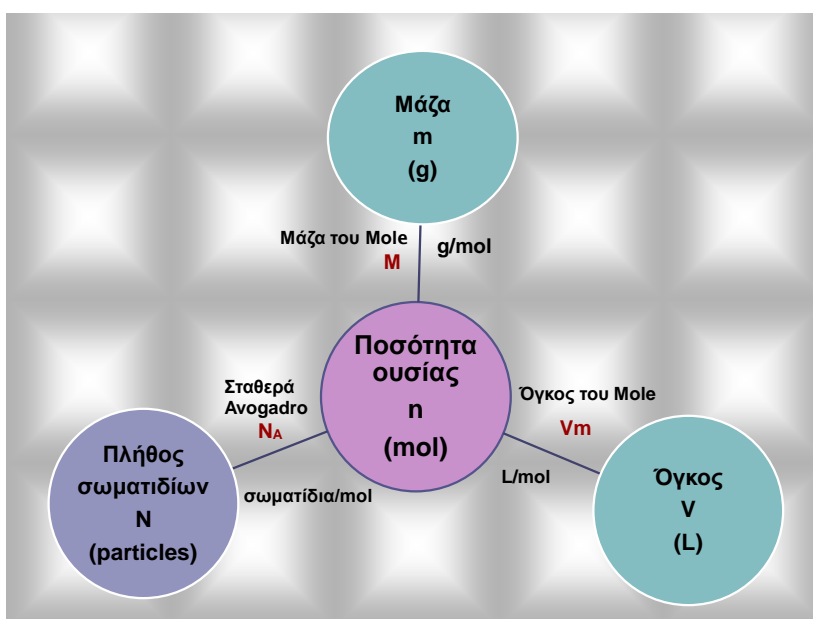 Μάζα
m
(g)
Μάζα του Mole
M
g/mol
Ποσότητα
ουσίας
n
(mol)
Σταθερά
Avogadro
NA
σωματίδια/mol
Όγκος του Mole
Vm
L/mol
Πλήθος
σωματιδίων
N
(particles)
Όγκος
V
(L)